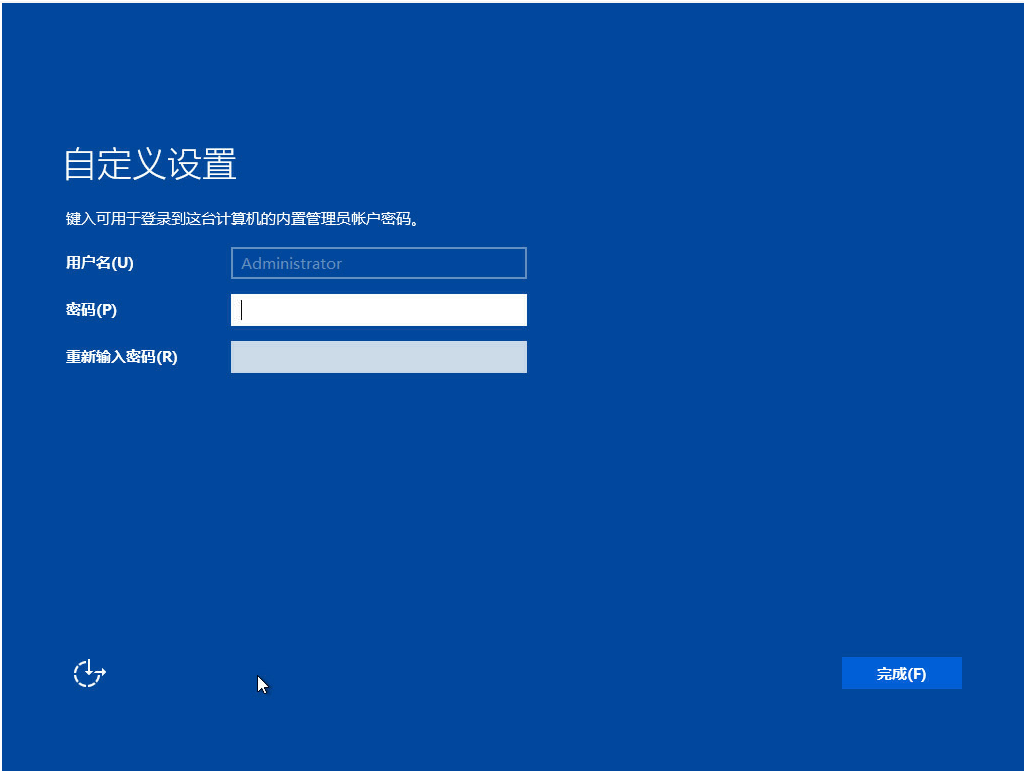 自定义设置
键入可用于登录到这台计算机的内置管理员帐户密码。
用户名(U)
Administrator
密码(P)
重新输入密码(R)
完成(F)